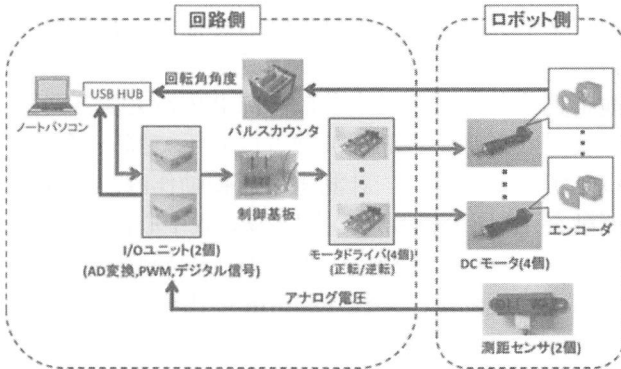 回路側
ロボット側
USB HUB
回転角角度
ノートパソコン
パルスカウンタ
制御基板
エンコーダ
I/Oユニット(2個)
(AD変換,PWM,デジタル信号)
モータドライバ(4個)
(正転/逆転)
DCモータ(4個)
アナログ電圧
測距センサ(2個)